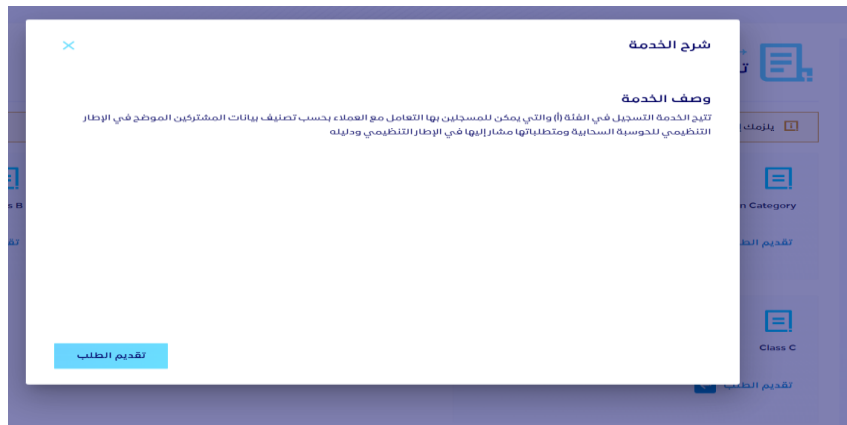 شرح الخدمة
وصف الخدمة
تتيح الخدمة التسجيل في الفئة (أ) والتي يمكن للمسجلين بها التعامل مع العملاء بحسب تصنيف بيانات المشتركين الموضح في الإطار
التنظيمي للحوسبة السحابية ومتطلباتها مشار إليها في الإطار التنظيمي ودليله
تقديم الطلب
يلزمك
Category
s B
تقديم
Class C
تقديم الطلب